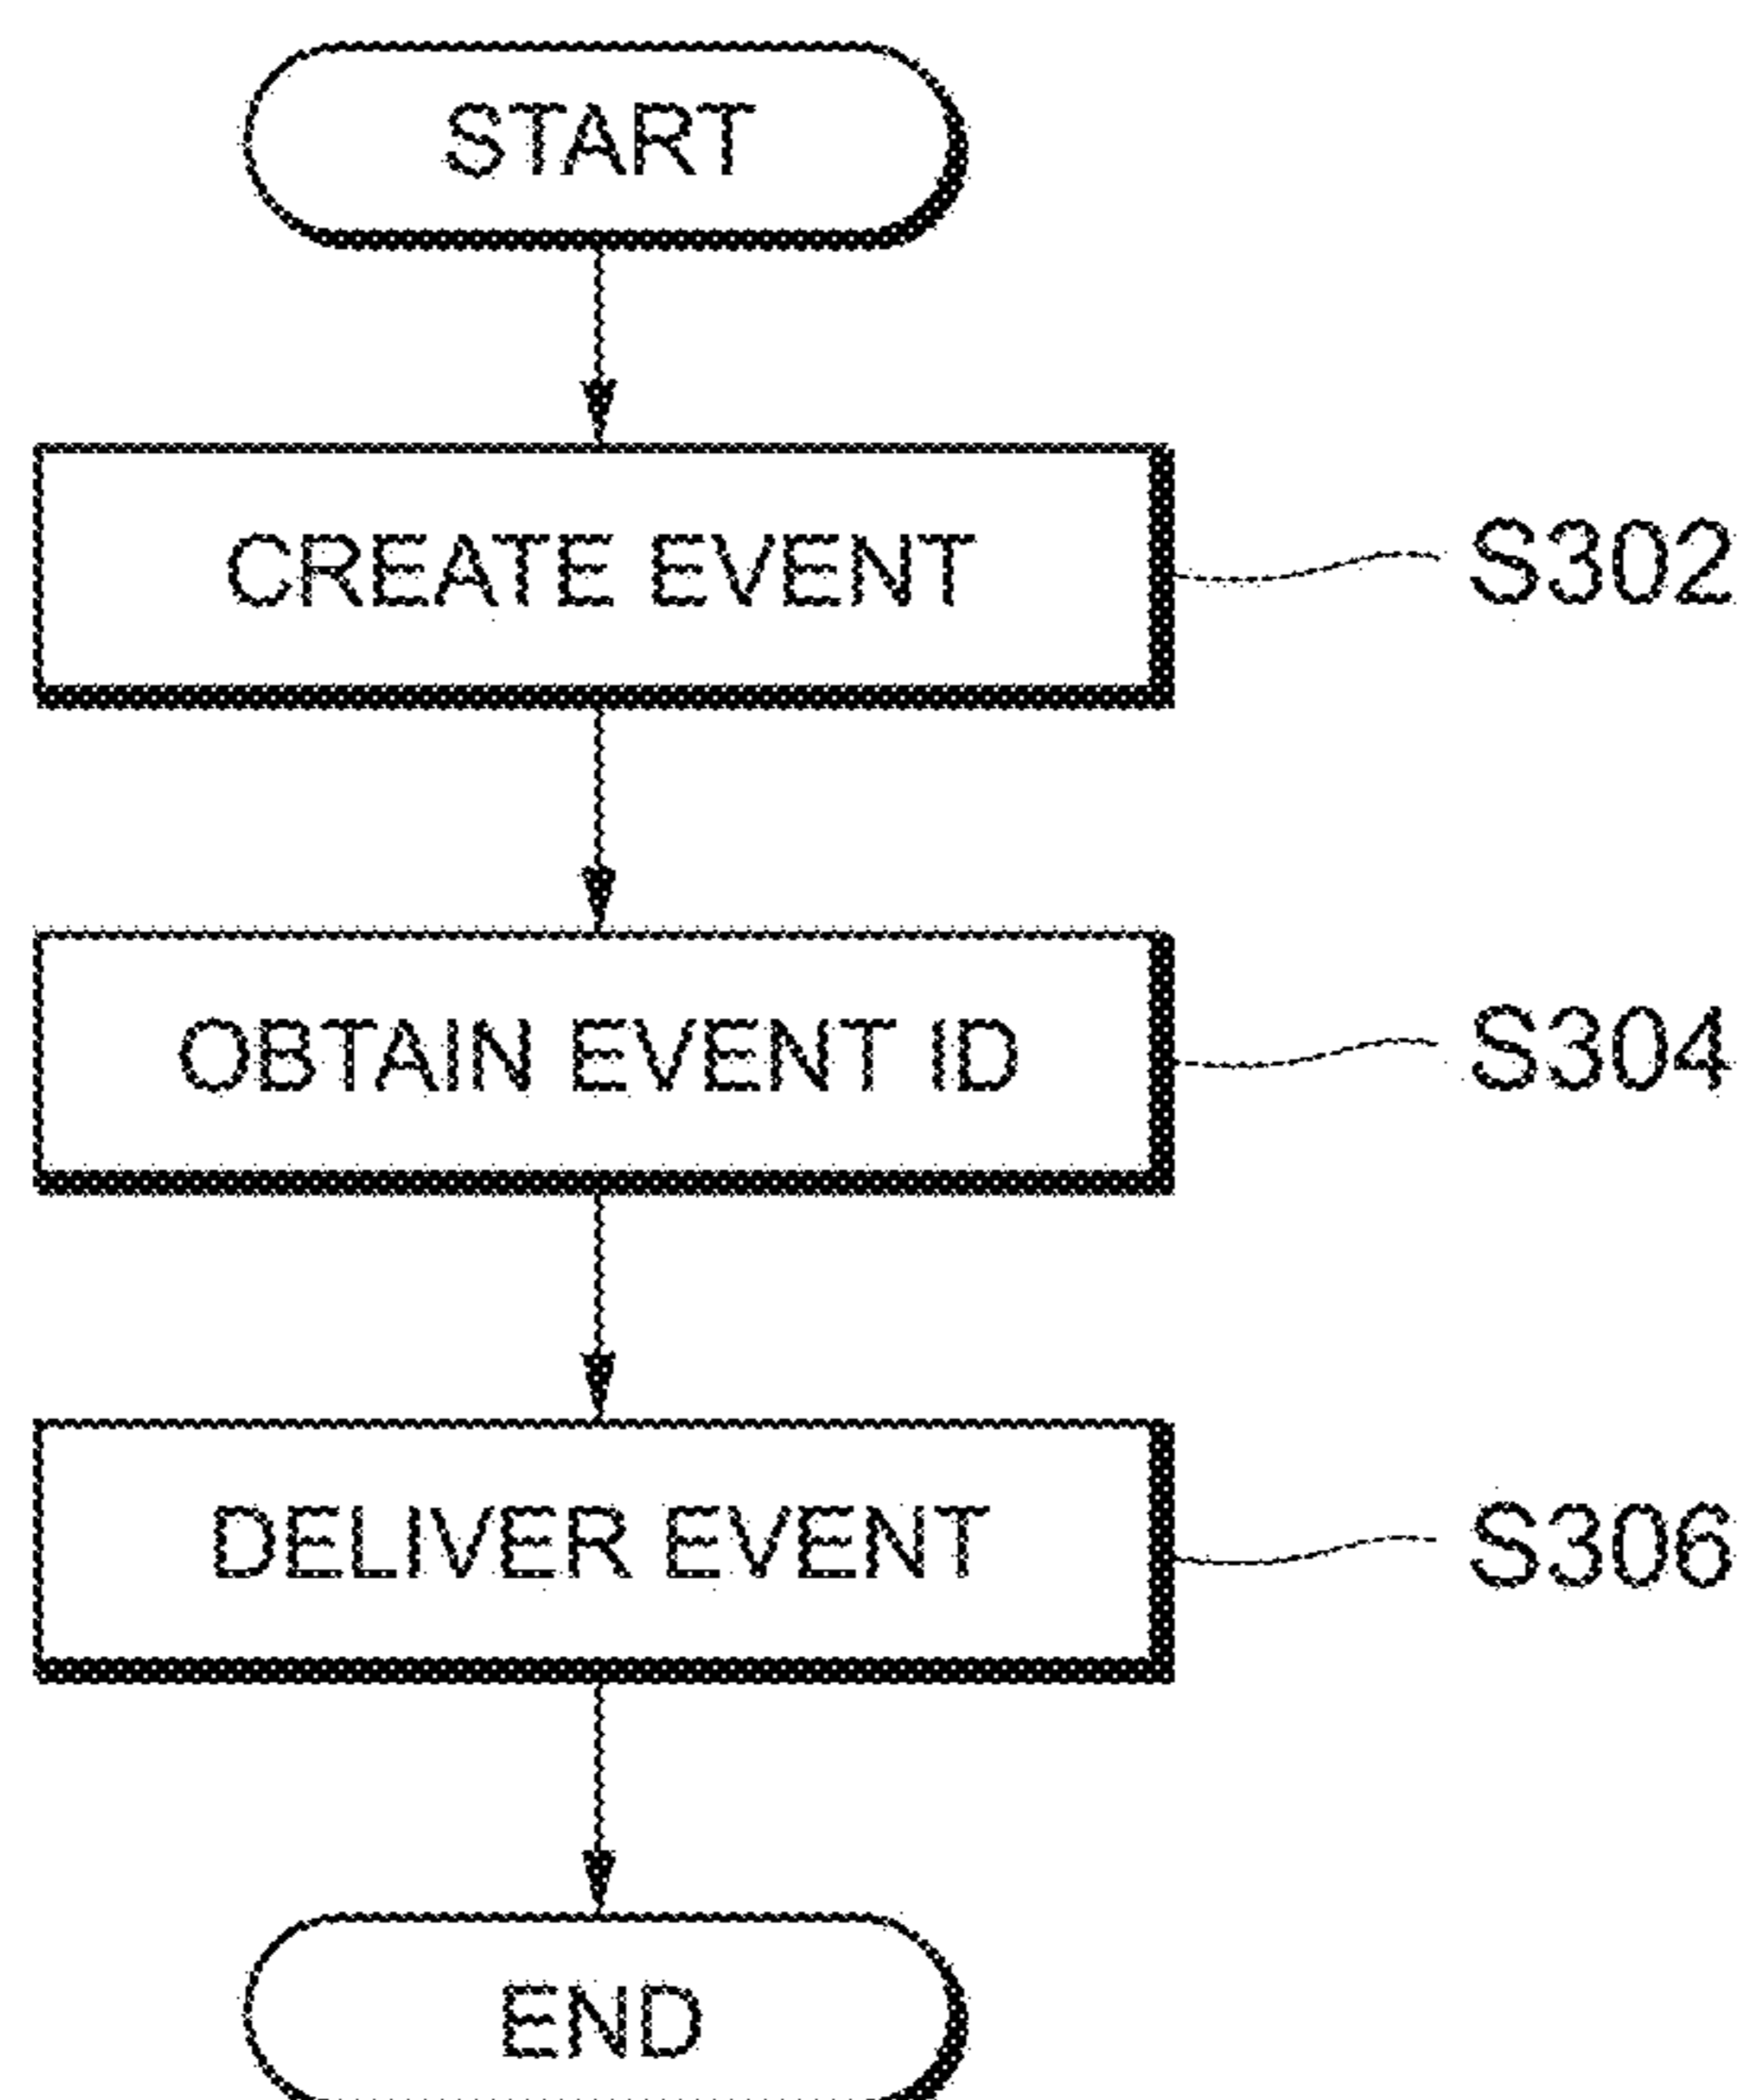 START
CREATE EVENT
S302
OBTAIN EVENT ID
S304
DELIVER EVENT
S306
END